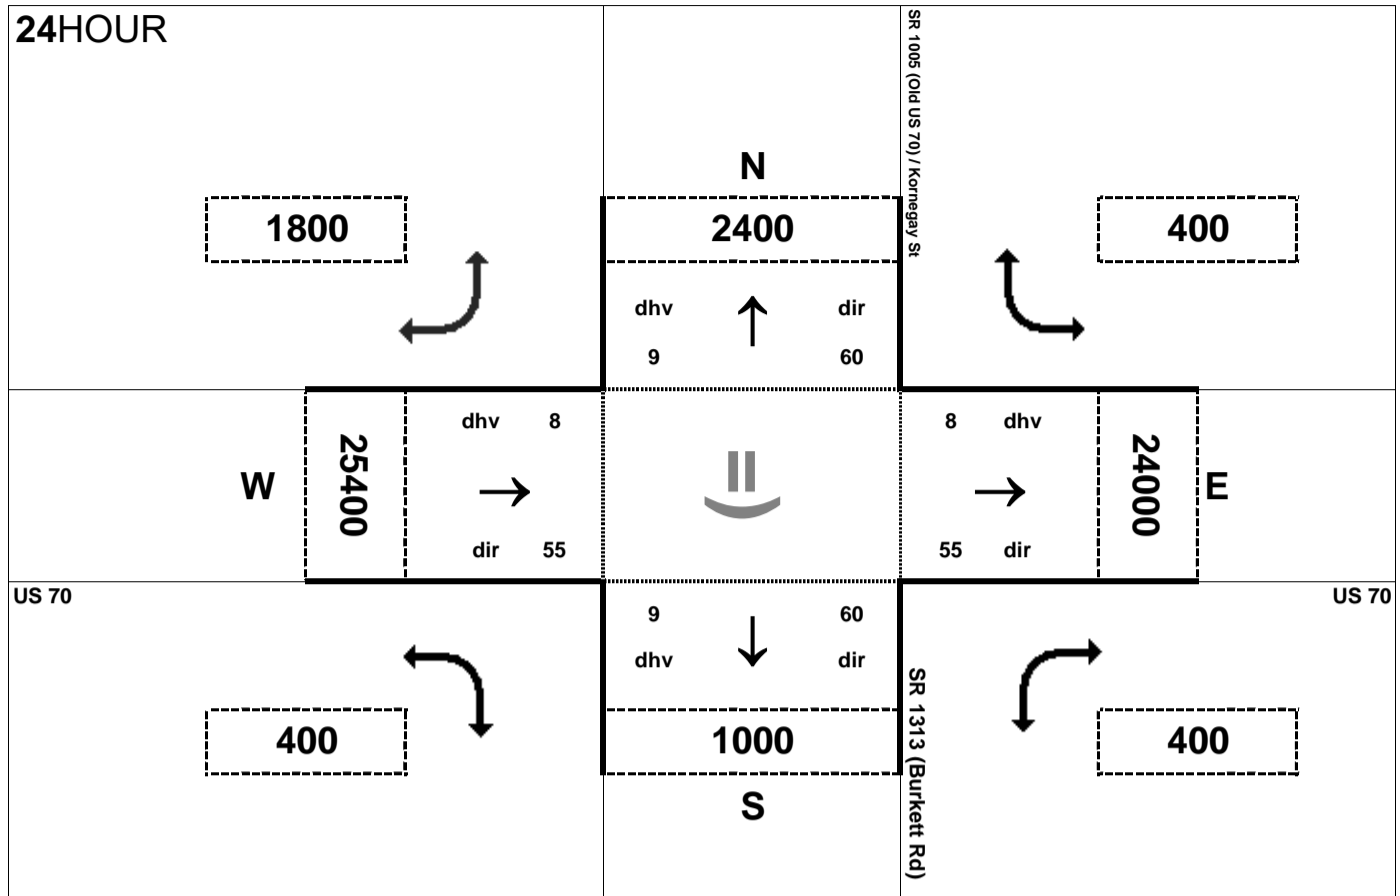 24HOUR
SR 1005 (Old US 70) / Kornegay St
N
1800
2400
400
dhv
dir
9
60
dhv 8
8 dhv
W
25400
24000
E
dir 55
55 dir
US 70
US 70
9
60
dhv
dir
SR 1313 (Burkett Rd)
400
1000
400
S